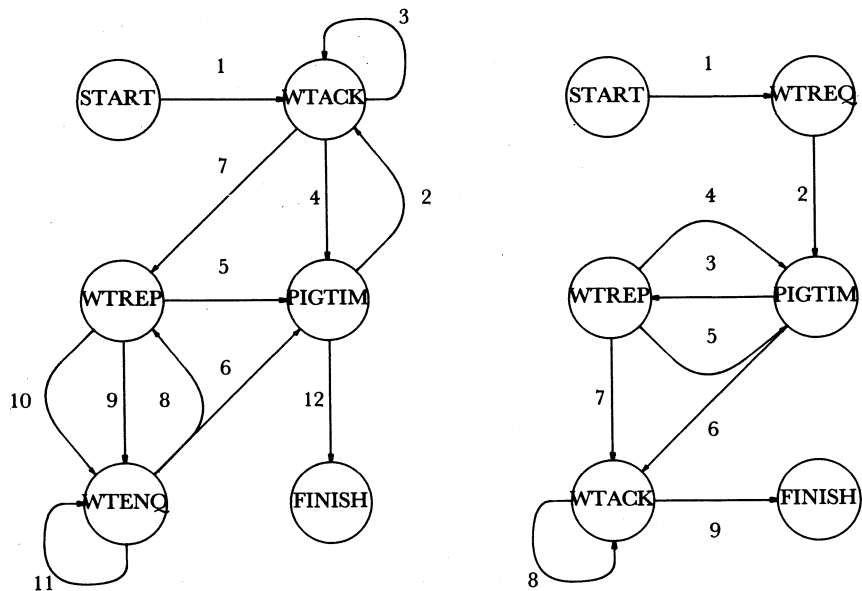 3
1
START
WTACK
7
4
2
5
WTREP
PIGTIM
6
10
9
8
12
WTENQ
FINISH
11
1
START
WTREQ
4
2
3
WTREP
PIGTIM
5
7
6
WTACK
FINISH
9
8